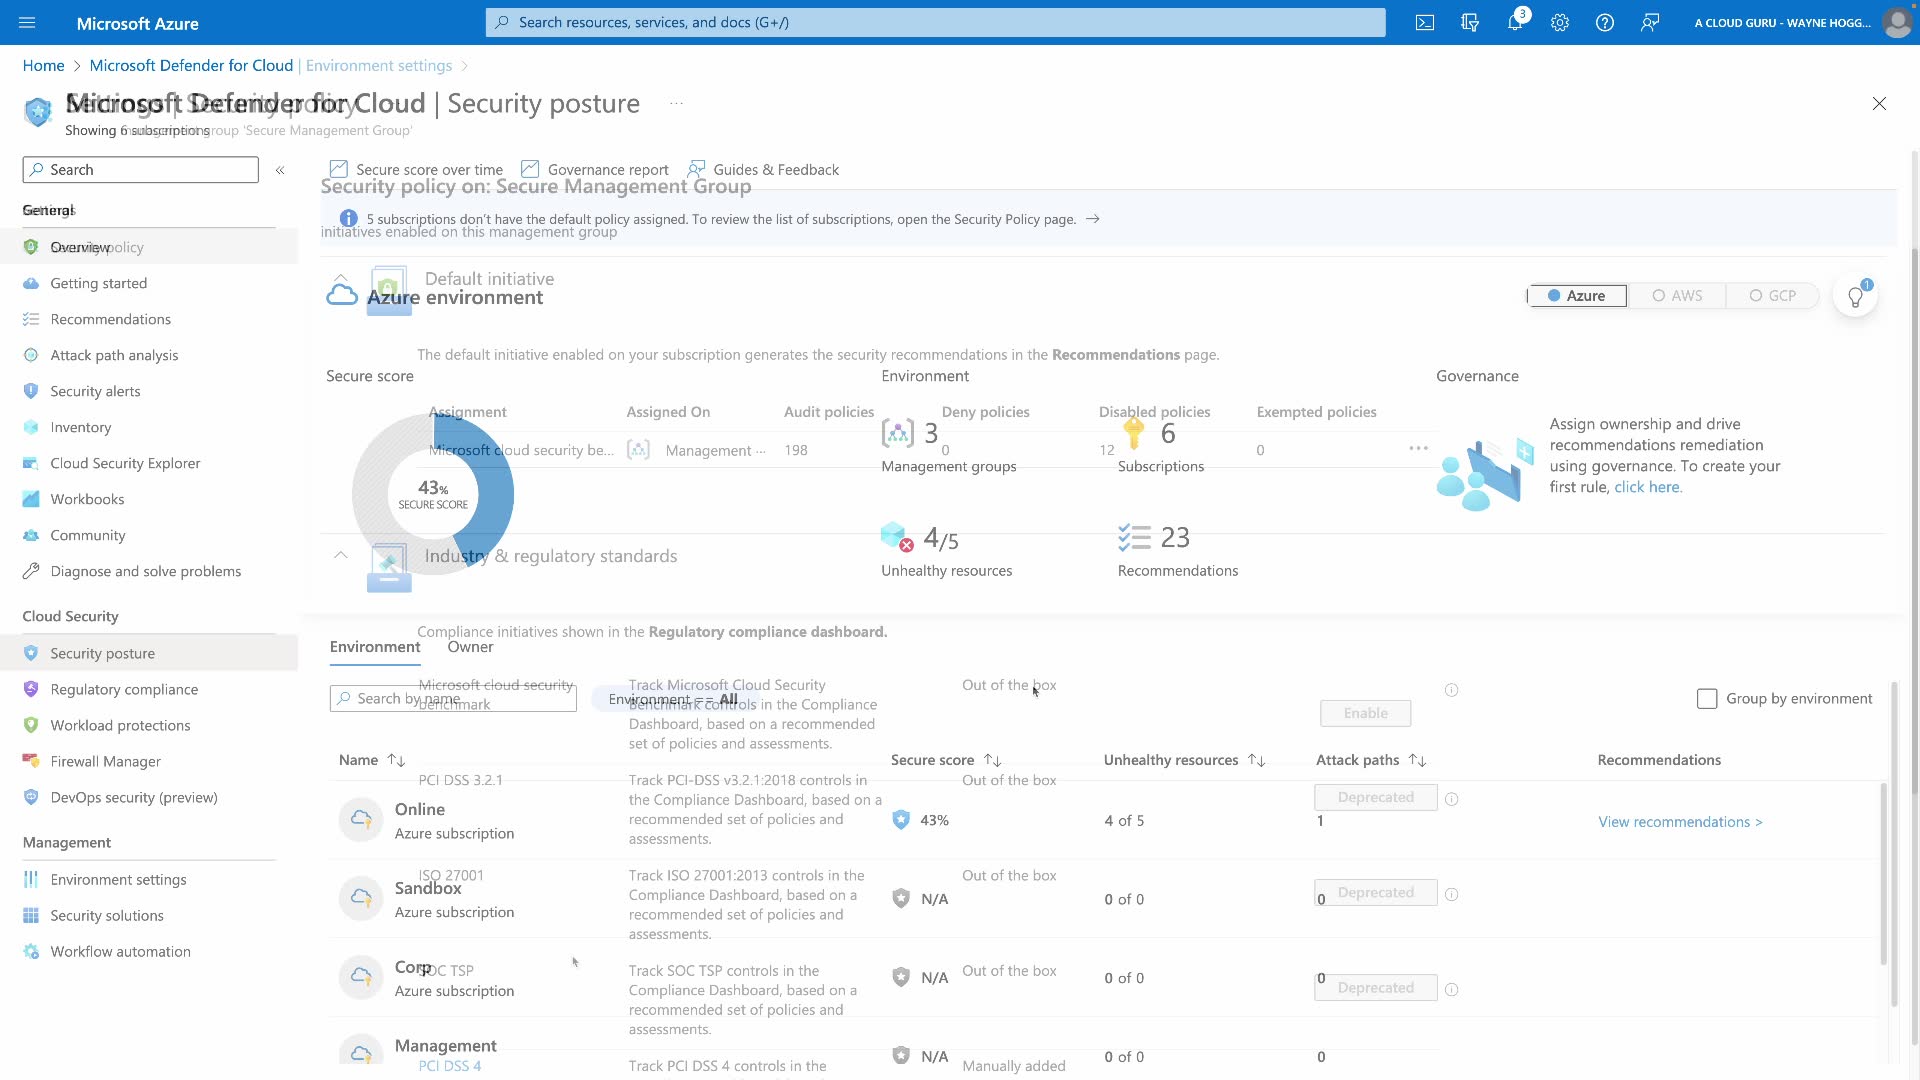 Microsoft Azure
Search resources, services, and docs (G+/)
3
A CLOUD GURU - WAYNE HOGG...
Home > Microsoft Defender for Cloud | Environment settings >
Microsoft Defender for Cloud | Security posture ...
Settings | Security policy
Showing 6 subscriptions
management group 'Secure Management Group'
Search
«
Secure score over time
Governance report
Guides & Feedback
Security policy on: Secure Management Group
General
Settings
5 subscriptions don't have the default policy assigned. To review the list of subscriptions, open the Security Policy page. →
initiatives enabled on this management group
Overview
Security policy
Getting started
Recommendations
Attack path analysis
Security alerts
Inventory
Cloud Security Explorer
Workbooks
Community
Diagnose and solve problems
Cloud Security
Security posture
Regulatory compliance
Workload protections
Firewall Manager
DevOps security (preview)
Management
Environment settings
Security solutions
Workflow automation
Default initiative
Azure environment
Azure
AWS
GCP
1
The default initiative enabled on your subscription generates the security recommendations in the Recommendations page.
Secure score
Environment
Governance
Assignment
Assigned On
Audit policies
Deny policies
Disabled policies
Exempted policies
Microsoft cloud security be...
Management ...
198
0
12
0
...
43%
SECURE SCORE
3
Management groups
6
Subscriptions
4/5
Unhealthy resources
23
Recommendations
Assign ownership and drive
recommendations remediation
using governance. To create your
first rule, click here.
Industry & regulatory standards
Compliance initiatives shown in the Regulatory compliance dashboard.
Environment
Owner
Search by name
Environment == All
Group by environment
Microsoft cloud security
benchmark
Track Microsoft Cloud Security
Benchmark controls in the Compliance
Dashboard, based on a recommended
set of policies and assessments.
Out of the box
Enable
Name
Secure score
Unhealthy resources
Attack paths
Recommendations
PCI DSS 3.2.1
Track PCI-DSS v3.2.1:2018 controls in
the Compliance Dashboard, based on a
recommended set of policies and
assessments.
Out of the box
Deprecated
Online
Azure subscription
43%
4 of 5
1
View recommendations >
ISO 27001
Track ISO 27001:2013 controls in the
Compliance Dashboard, based on a
recommended set of policies and
assessments.
Out of the box
Deprecated
Sandbox
Azure subscription
N/A
0 of 0
0
SOC TSP
Track SOC TSP controls in the
Compliance Dashboard, based on a
recommended set of policies and
assessments.
Out of the box
Deprecated
Corp
Azure subscription
N/A
0 of 0
0
Management
N/A
0 of 0
0
PCI DSS 4
Track PCI DSS 4 controls in the
Manually added